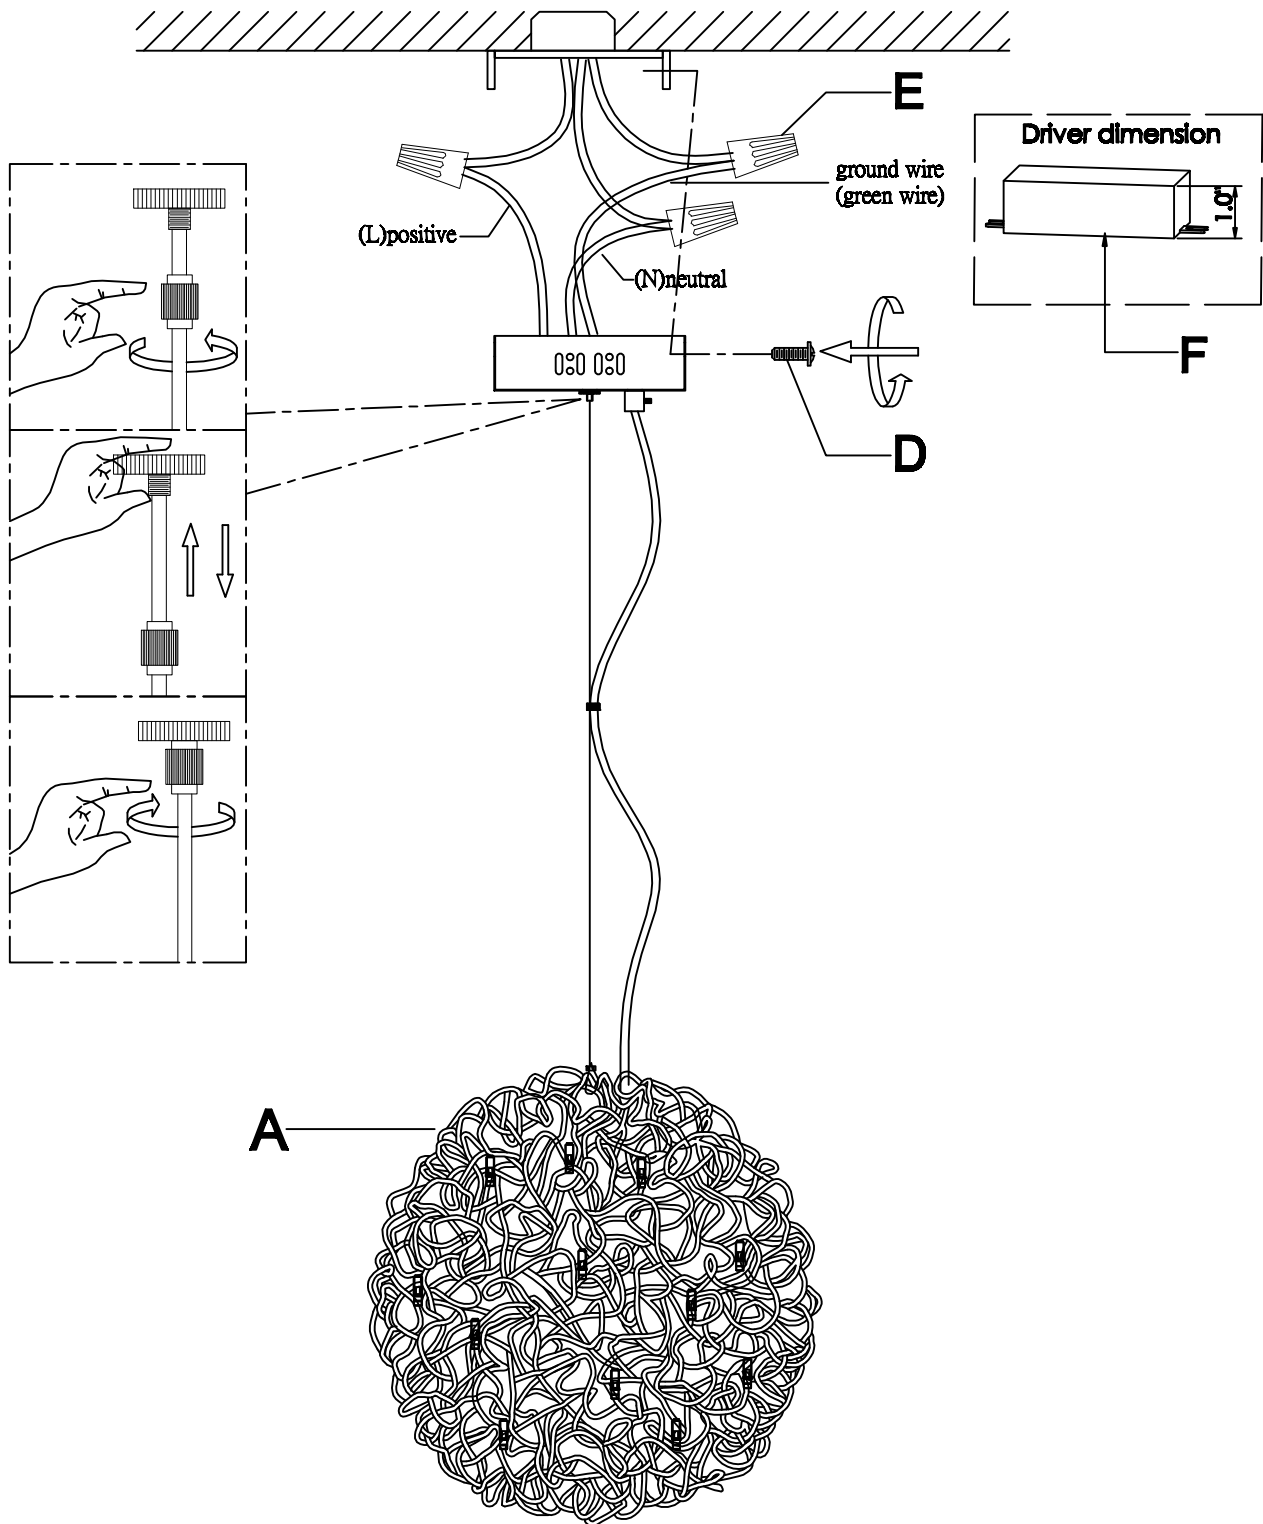 E
Driver dimension
1.0"
F
ground wire
(green wire)
(L)positive
(N)neutral
D
A